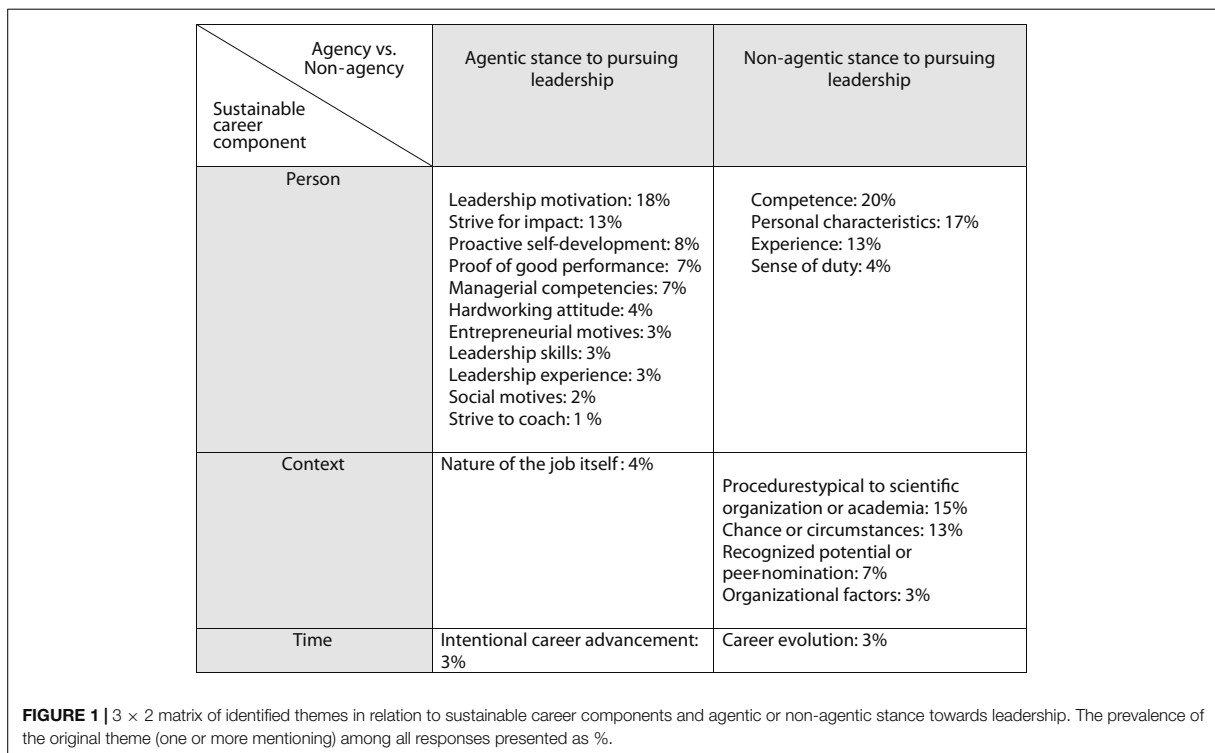 Agency vs.
Non-agency
Sustainable
career
component
Agentic stance to pursuing
leadership
Non-agentic stance to pursuing
leadership
Person
Leadership motivation: 18%
Strive for impact: 13%
Proactive self-development: 8%
Proof of good performance: 7%
Managerial competencies: 7%
Hardworking attitude: 4%
Entrepreneurial motives: 3%
Leadership skills: 3%
Leadership experience: 3%
Social motives: 2%
Strive to coach: 1 %
Competence: 20%
Personal characteristics: 17%
Experience: 13%
Sense of duty: 4%
Context
Nature of the job itself : 4%
Procedurestypical to scientific
organization or academia: 15%
Chance or circumstances: 13%
Recognized potential or
peer-nomination: 7%
Organizational factors: 3%
Time
Intentional career advancement:
3%
Career evolution: 3%
FIGURE 1 | 3 × 2 matrix of identified themes in relation to sustainable career components and agentic or non-agentic stance towards leadership. The prevalence of
the original theme (one or more mentioning) among all responses presented as %.